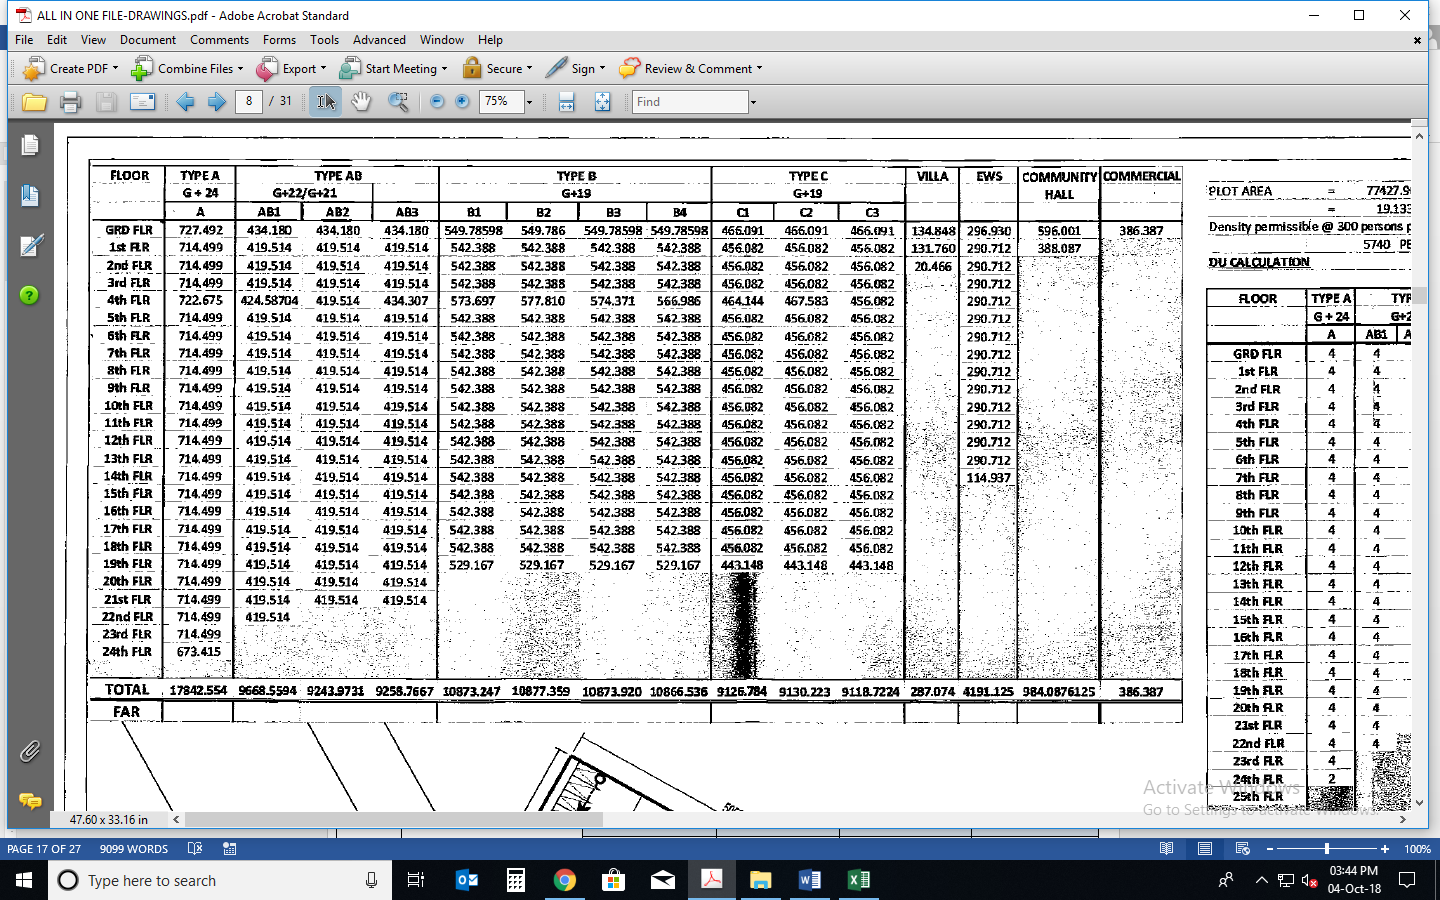 ALL IN ONE FILE-DRAWINGS.pdf - Adobe Acrobat Standard
File Edit View Document Comments Forms Tools Advanced Window Help
Create PDF Combine Files Export Start Meeting Secure Sign Review & Comment
8 / 31 75% Find
FLOOR TYPE A TYPE AB TYPE B TYPE C VILLA EWS COMMUNITY HALL COMMERCIAL
G + 24 G+22/G+21 G+19 G+19
A AB1 AB2 AB3 B1 B2 B3 B4 C1 C2 C3
GRD FLR 727.492 434.180 434.180 434.180 549.78598 549.786 549.78598 549.78598 466.091 466.091 466.091 134.848 296.930 596.001 386.387
1st FLR 714.499 419.514 419.514 419.514 542.388 542.388 542.388 542.388 456.082 456.082 456.082 131.760 290.712 388.087
2nd FLR 714.499 419.514 419.514 419.514 542.388 542.388 542.388 542.388 456.082 456.082 456.082 20.466 290.712
3rd FLR 714.499 419.514 419.514 419.514 542.388 542.388 542.388 542.388 456.082 456.082 456.082 290.712
4th FLR 722.675 424.58704 419.514 434.307 573.697 577.810 574.371 566.986 464.144 467.583 456.082 290.712
5th FLR 714.499 419.514 419.514 419.514 542.388 542.388 542.388 542.388 456.082 456.082 456.082 290.712
6th FLR 714.499 419.514 419.514 419.514 542.388 542.388 542.388 542.388 456.082 456.082 456.082 290.712
7th FLR 714.499 419.514 419.514 419.514 542.388 542.388 542.388 542.388 456.082 456.082 456.082 290.712
8th FLR 714.499 419.514 419.514 419.514 542.388 542.388 542.388 542.388 456.082 456.082 456.082 290.712
9th FLR 714.499 419.514 419.514 419.514 542.388 542.388 542.388 542.388 456.082 456.082 456.082 290.712
10th FLR 714.499 419.514 419.514 419.514 542.388 542.388 542.388 542.388 456.082 456.082 456.082 290.712
11th FLR 714.499 419.514 419.514 419.514 542.388 542.388 542.388 542.388 456.082 456.082 456.082 290.712
12th FLR 714.499 419.514 419.514 419.514 542.388 542.388 542.388 542.388 456.082 456.082 456.082 290.712
13th FLR 714.499 419.514 419.514 419.514 542.388 542.388 542.388 542.388 456.082 456.082 456.082 290.712
14th FLR 714.499 419.514 419.514 419.514 542.388 542.388 542.388 542.388 456.082 456.082 456.082 114.937
15th FLR 714.499 419.514 419.514 419.514 542.388 542.388 542.388 542.388 456.082 456.082 456.082
16th FLR 714.499 419.514 419.514 419.514 542.388 542.388 542.388 542.388 456.082 456.082 456.082
17th FLR 714.499 419.514 419.514 419.514 542.388 542.388 542.388 542.388 456.082 456.082 456.082
18th FLR 714.499 419.514 419.514 419.514 542.388 542.388 542.388 542.388 456.082 456.082 456.082
19th FLR 714.499 419.514 419.514 419.514 529.167 529.167 529.167 529.167 443.148 443.148 443.148
20th FLR 714.499 419.514 419.514 419.514
21st FLR 714.499 419.514 419.514 419.514
22nd FLR 714.499 419.514
23rd FLR 714.499
24th FLR 673.415
TOTAL 17842.554 9668.5594 9243.9731 9258.7667 10873.247 10877.359 10873.920 10866.536 9126.784 9130.223 9118.7224 287.074 4191.125 984.0876125 386.387
FAR
PLOT AREA = 77427.9
= 19.133
Density permissible @ 300 persons p
5740 PE
DU CALCULATION
FLOOR TYPE A TYP
G + 24 G+2
A AB1 A
GRD FLR 4 4
1st FLR 4 4
2nd FLR 4 4
3rd FLR 4 4
4th FLR 4 4
5th FLR 4 4
6th FLR 4 4
7th FLR 4 4
8th FLR 4 4
9th FLR 4 4
10th FLR 4 4
11th FLR 4 4
12th FLR 4 4
13th FLR 4 4
14th FLR 4 4
15th FLR 4 4
16th FLR 4 4
17th FLR 4 4
18th FLR 4 4
19th FLR 4 4
20th FLR 4 4
21st FLR 4 4
22nd FLR 4 4
23rd FLR 4
24th FLR 2
25th FLR
Activate Windows
Go to Settings to activate Windows.
47.60 x 33.16 in
PAGE 17 OF 27 9099 WORDS 100%
Type here to search
03:44 PM
04-Oct-18